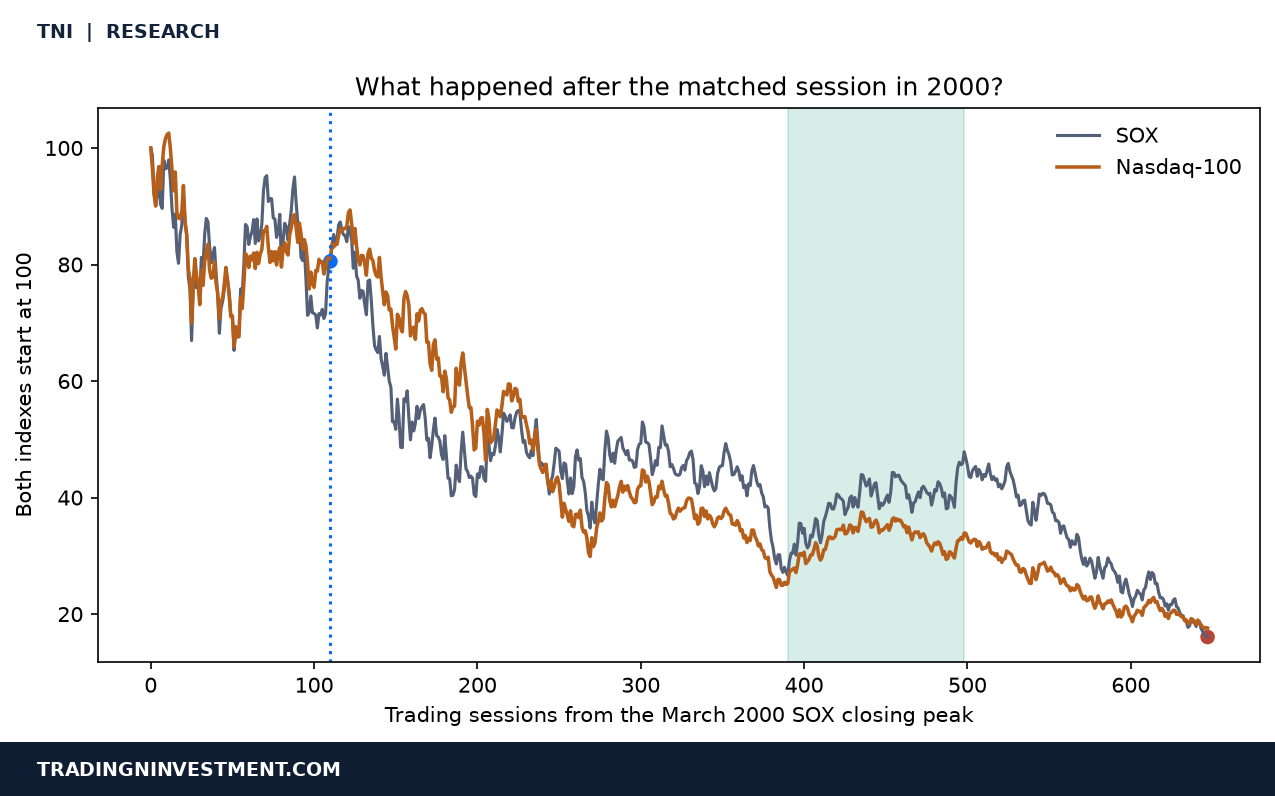 TNI | RESEARCH
What happened after the matched session in 2000?
SOX
Nasdaq-100
Both indexes start at 100
100
80
60
40
20
0 100 200 300 400 500 600
Trading sessions from the March 2000 SOX closing peak
TRADINGNINVESTMENT.COM